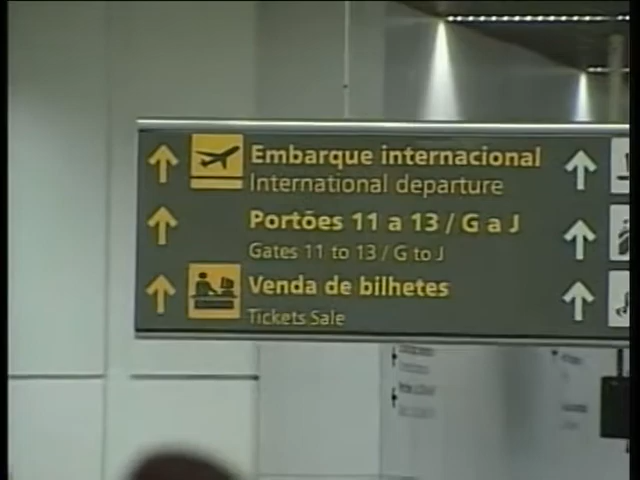 Embarque internacional
International departure
Portões 11 a 13 / G a J
Gates 11 to 13 / G to J
Venda de bilhetes
Tickets Sale